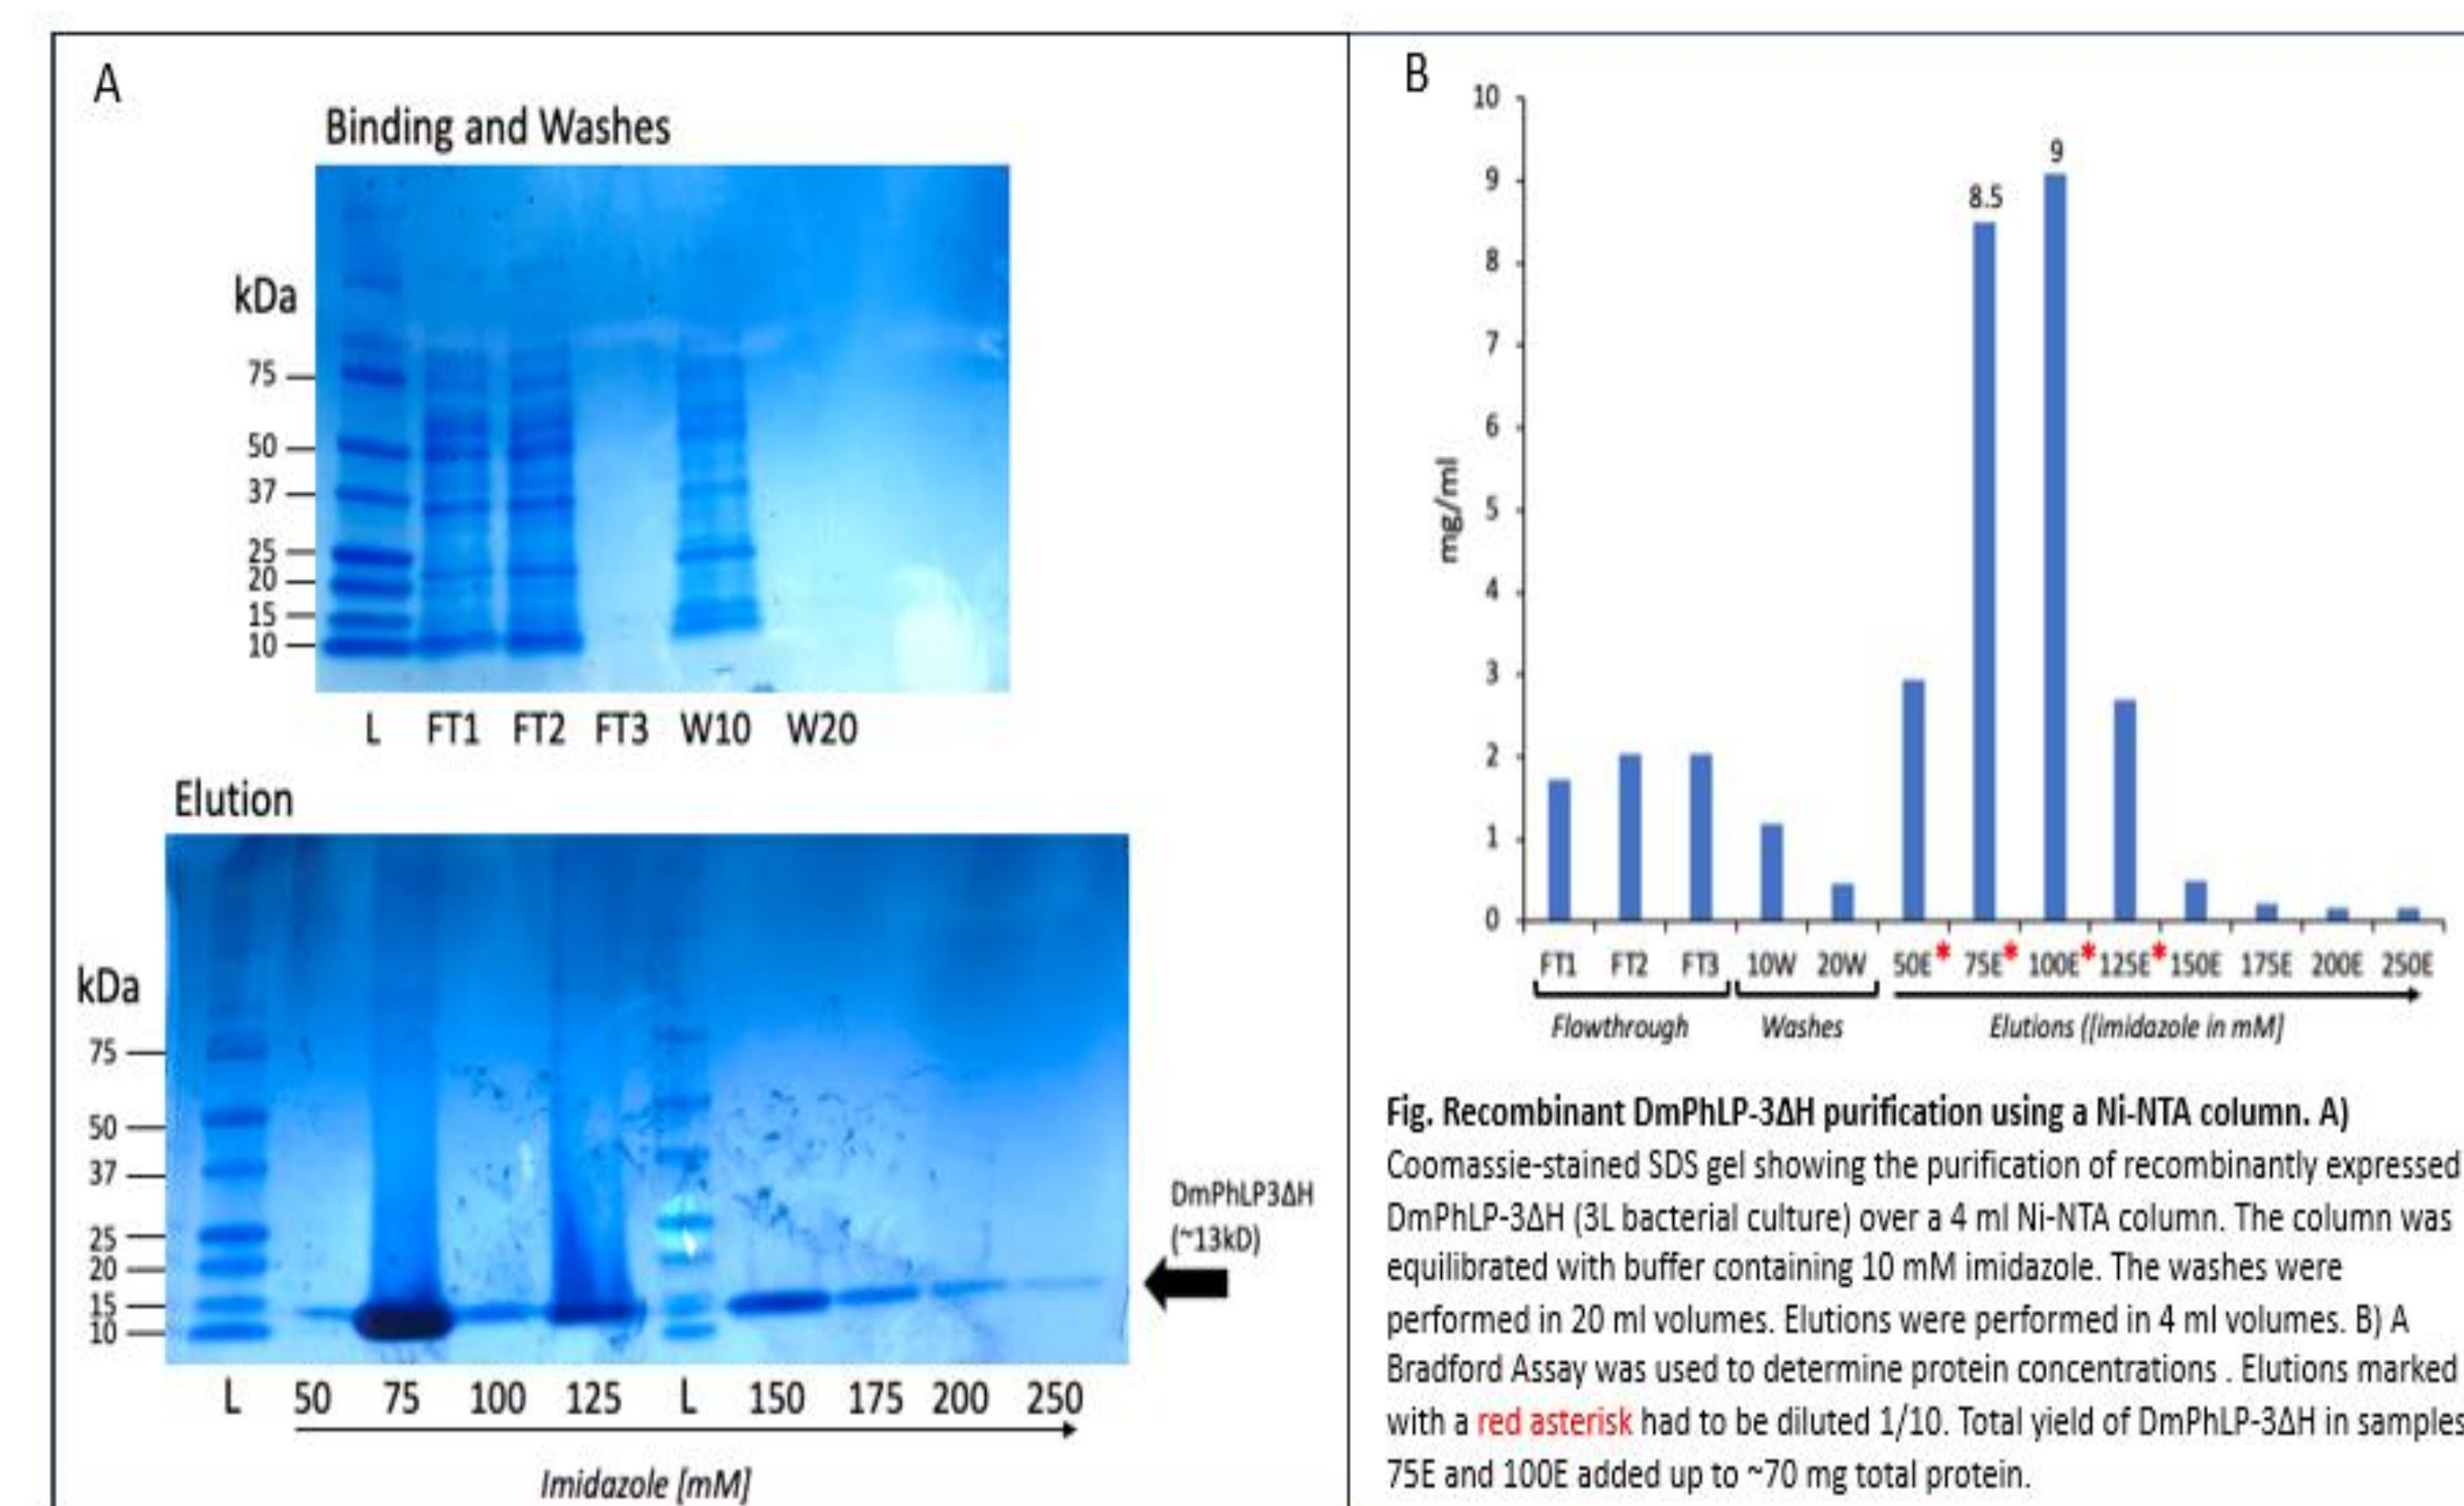 A
Binding and Washes
kDa
75
50
37
25
20
15
10
L FT1 FT2 FT3 W10 W20
Elution
kDa
75
50
37
25
20
15
10
DmPhLP3ΔH
(~13kD)
L 50 75 100 125 L 150 175 200 250
Imidazole [mM]
B
10
9
8
7
6
5
4
3
2
1
0
mg/ml
8.5
9
FT1 FT2 FT3 10W 20W 50E* 75E* 100E* 125E* 150E 175E 200E 250E
Flowthrough Washes Elutions ([imidazole in mM]
Fig. Recombinant DmPhLP-3ΔH purification using a Ni-NTA column. A)
Coomassie-stained SDS gel showing the purification of recombinantly expressed
DmPhLP-3ΔH (3L bacterial culture) over a 4 ml Ni-NTA column. The column was
equilibrated with buffer containing 10 mM imidazole. The washes were
performed in 20 ml volumes. Elutions were performed in 4 ml volumes. B) A
Bradford Assay was used to determine protein concentrations . Elutions marked
with a red asterisk had to be diluted 1/10. Total yield of DmPhLP-3ΔH in samples
75E and 100E added up to ~70 mg total protein.